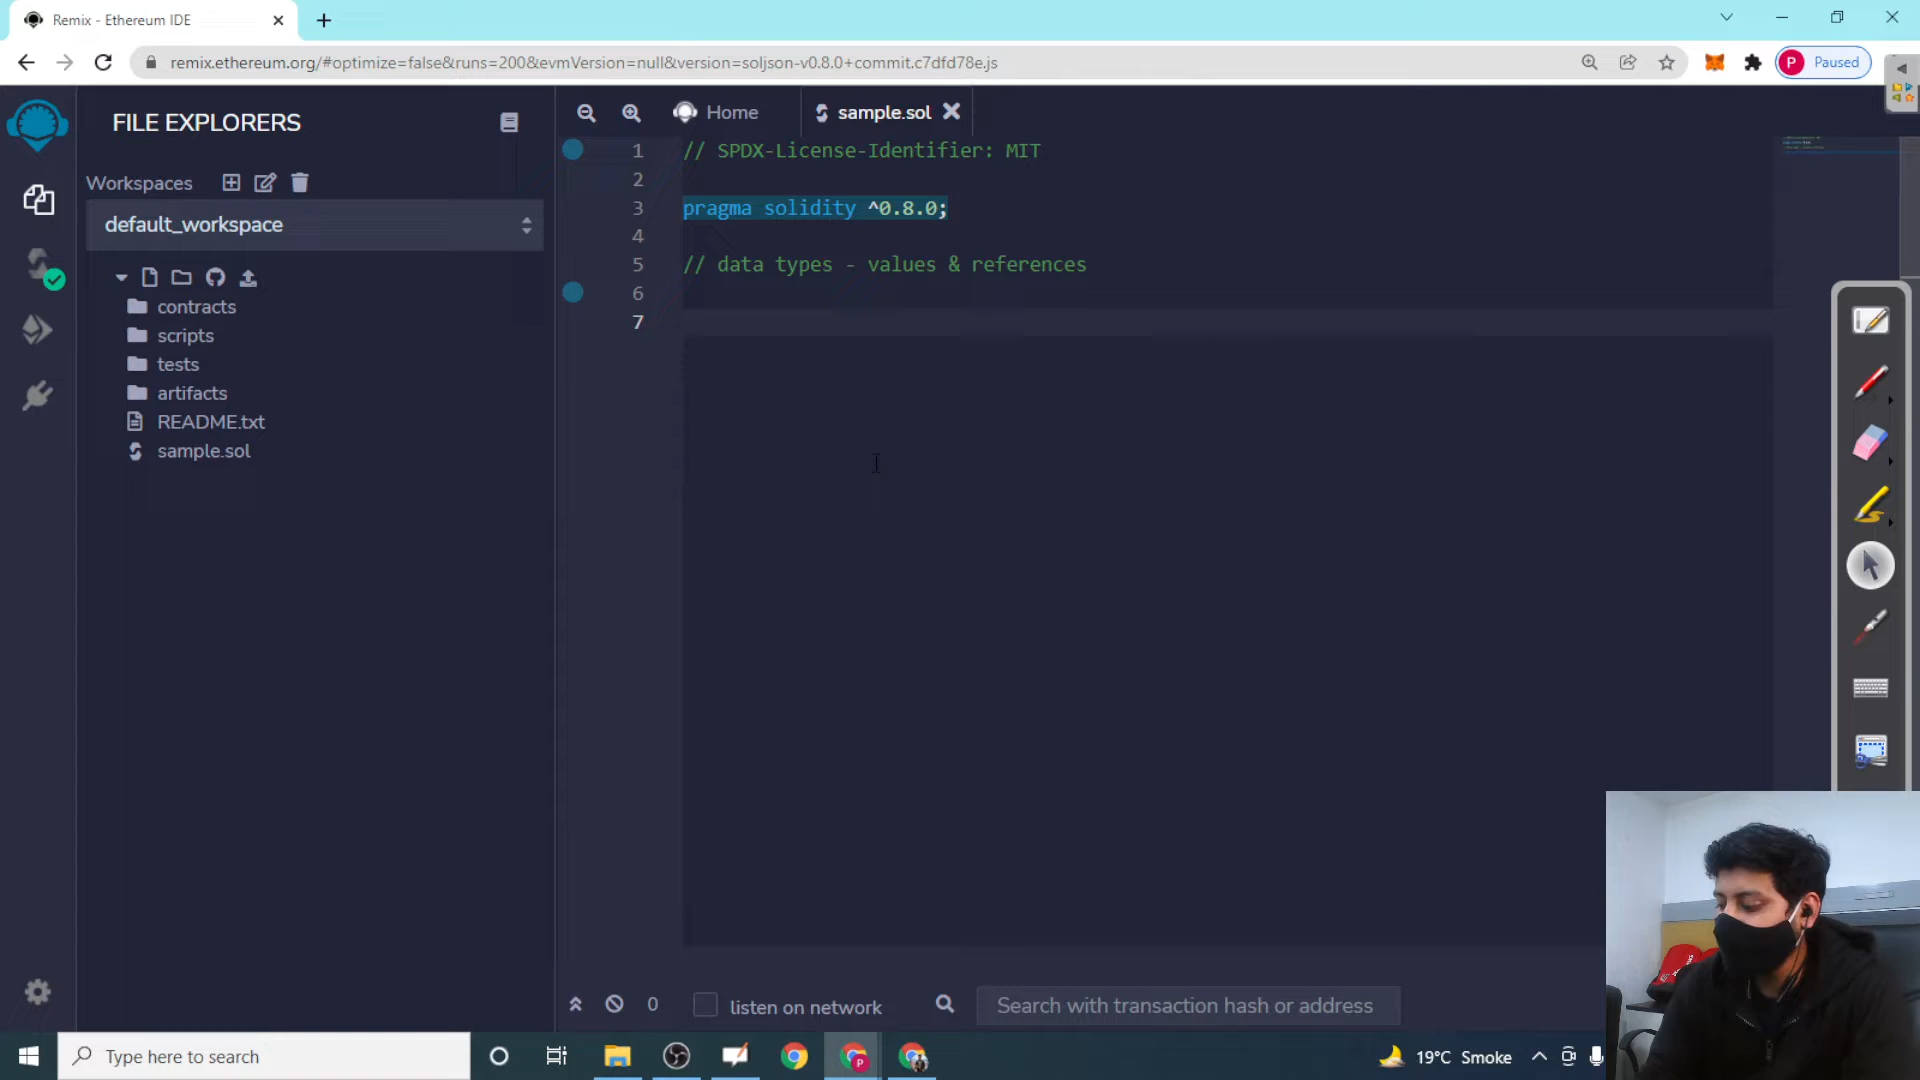 Remix - Ethereum IDE
remix.ethereum.org/#optimize=false&runs=200&evmVersion=null&version=soljson-v0.8.0+commit.c7dfd78e.js
P Paused
FILE EXPLORERS
Workspaces
default_workspace
contracts
scripts
tests
artifacts
README.txt
sample.sol
Home
sample.sol
1 // SPDX-License-Identifier: MIT
2
3 pragma solidity ^0.8.0;
4
5 // data types - values & references
6
7
0
listen on network
Search with transaction hash or address
Type here to search
P
19°C Smoke